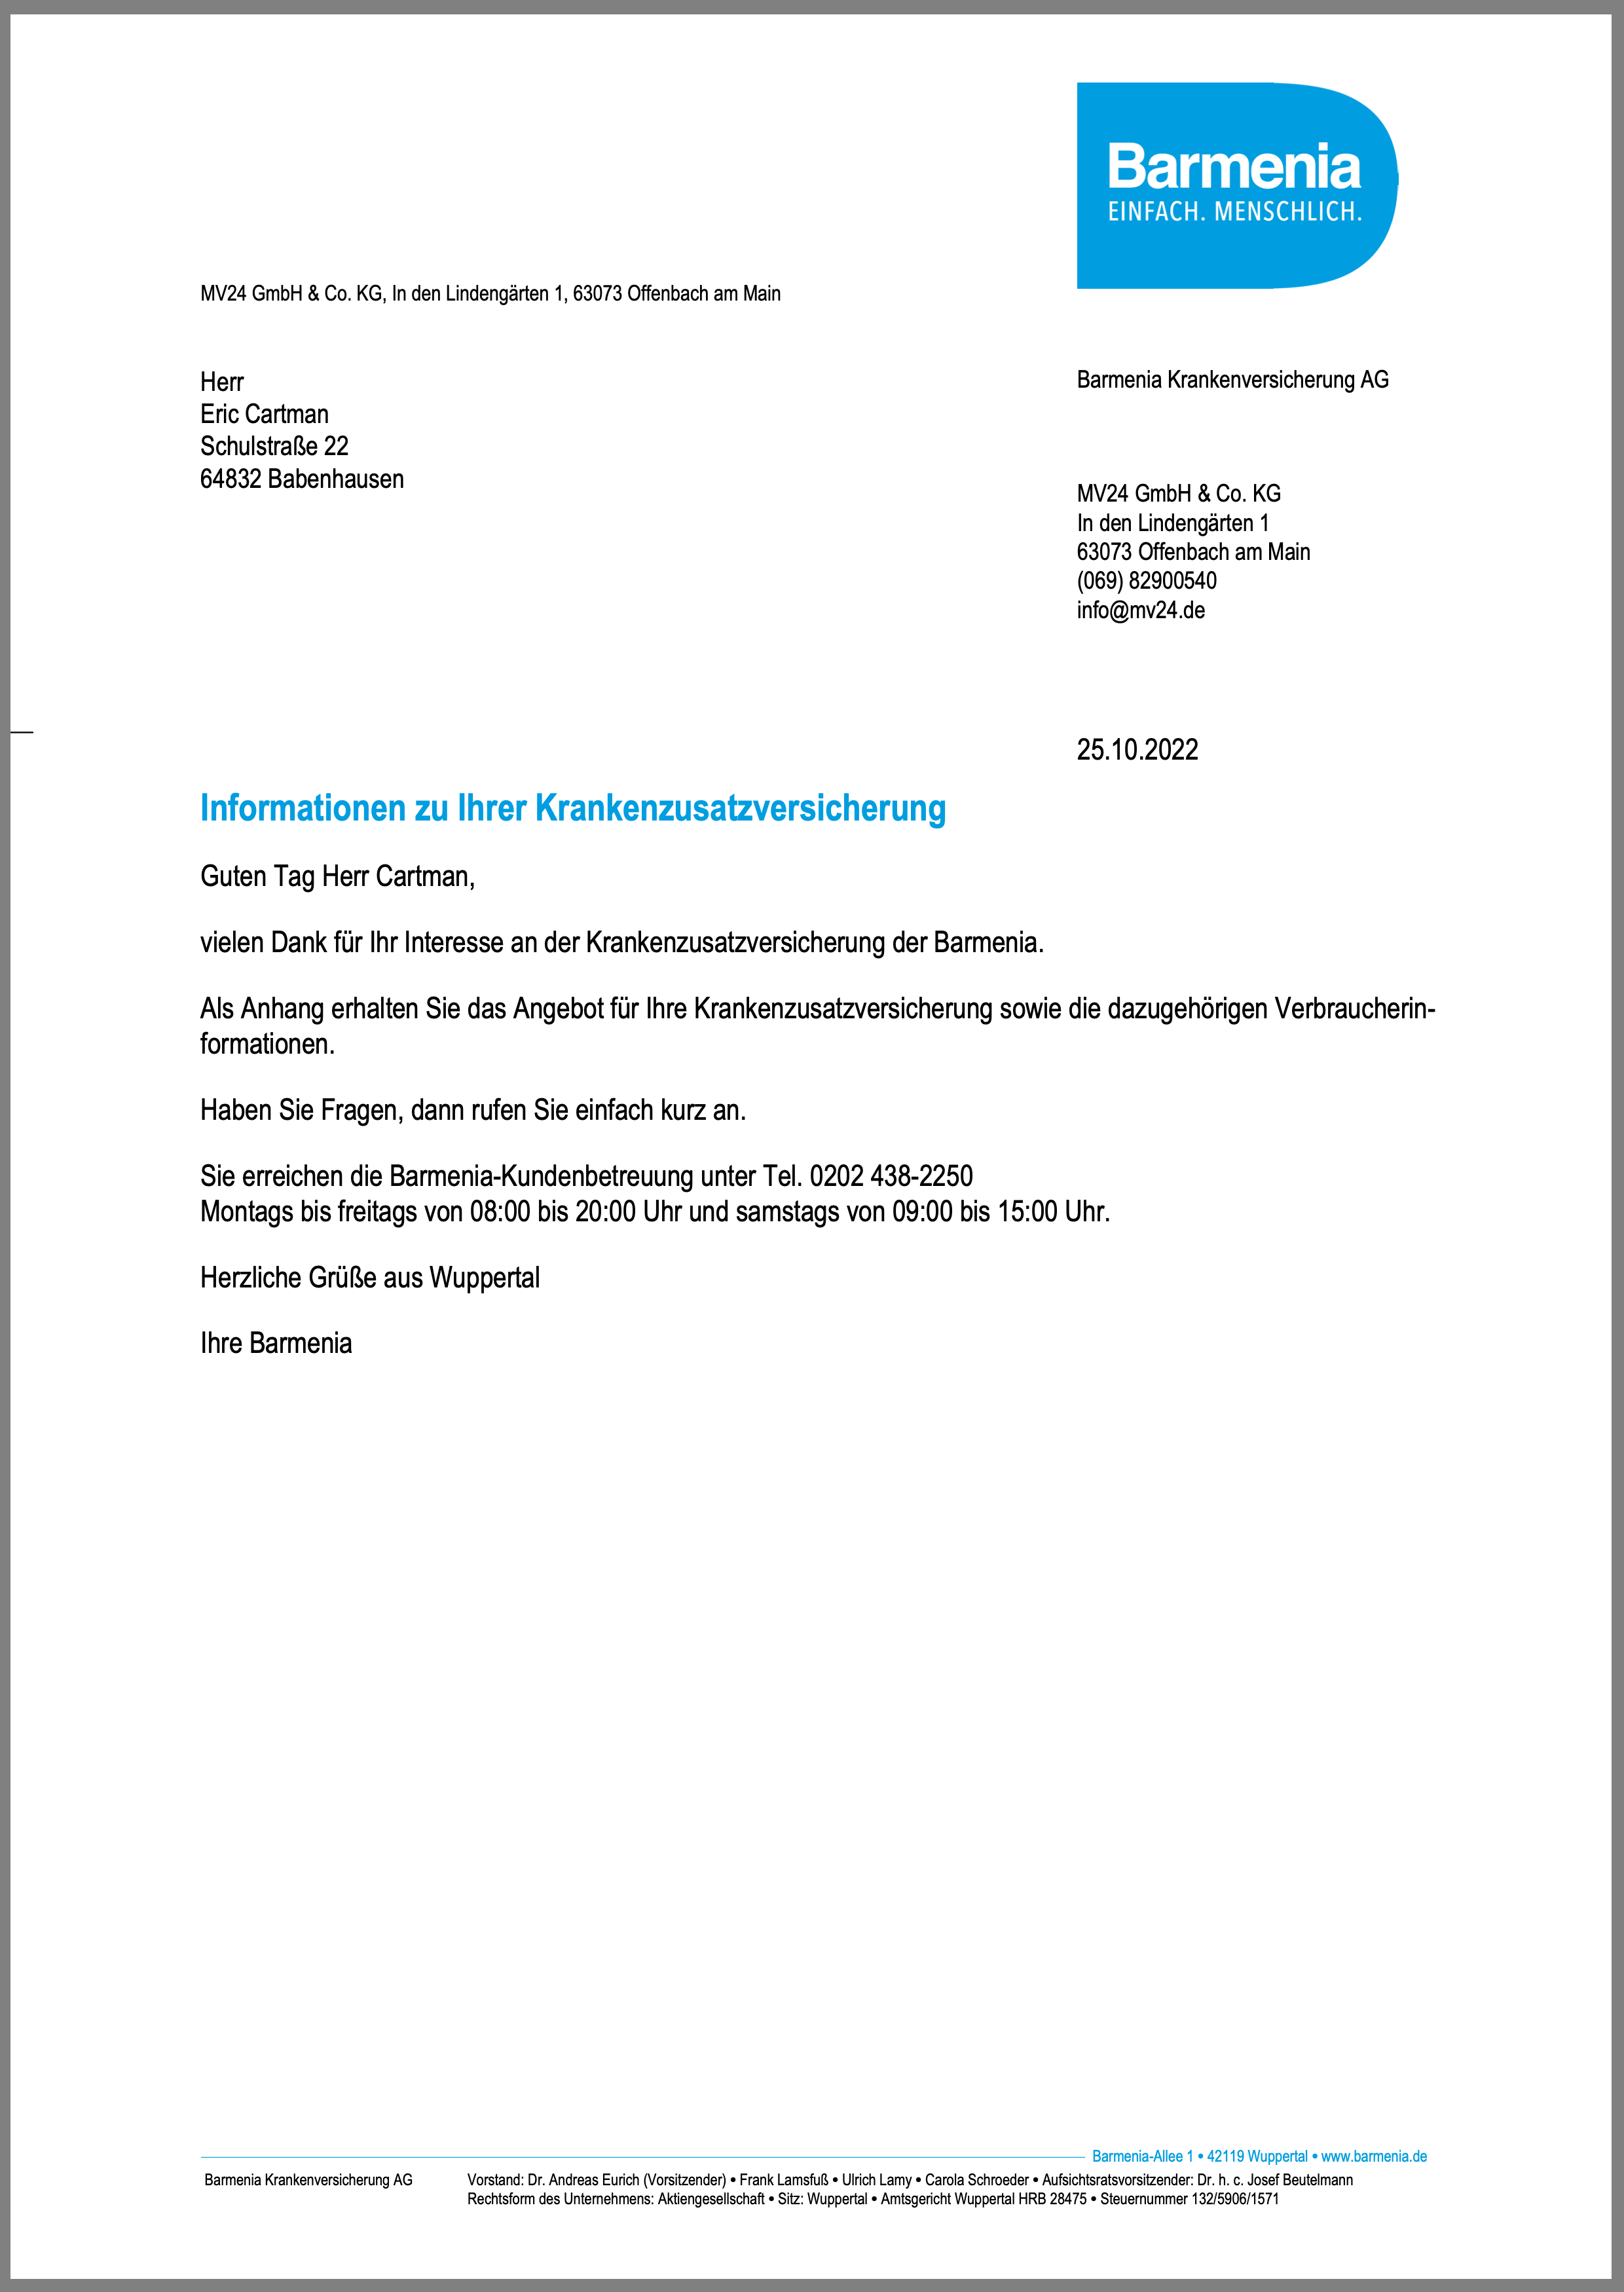 Barmenia
EINFACH. MENSCHLICH.
MV24 GmbH & Co. KG, In den Lindengärten 1, 63073 Offenbach am Main
Herr
Eric Cartman
Schulstraße 22
64832 Babenhausen
Barmenia Krankenversicherung AG
MV24 GmbH & Co. KG
In den Lindengärten 1
63073 Offenbach am Main
(069) 82900540
info@mv24.de
25.10.2022
Informationen zu Ihrer Krankenzusatzversicherung
Guten Tag Herr Cartman,
vielen Dank für Ihr Interesse an der Krankenzusatzversicherung der Barmenia.
Als Anhang erhalten Sie das Angebot für Ihre Krankenzusatzversicherung sowie die dazugehörigen Verbraucherin-
formationen.
Haben Sie Fragen, dann rufen Sie einfach kurz an.
Sie erreichen die Barmenia-Kundenbetreuung unter Tel. 0202 438-2250
Montags bis freitags von 08:00 bis 20:00 Uhr und samstags von 09:00 bis 15:00 Uhr.
Herzliche Grüße aus Wuppertal
Ihre Barmenia
Barmenia-Allee 1 • 42119 Wuppertal • www.barmenia.de
Barmenia Krankenversicherung AG
Vorstand: Dr. Andreas Eurich (Vorsitzender) • Frank Lamsfuß • Ulrich Lamy • Carola Schroeder • Aufsichtsratsvorsitzender: Dr. h. c. Josef Beutelmann
Rechtsform des Unternehmens: Aktiengesellschaft • Sitz: Wuppertal • Amtsgericht Wuppertal HRB 28475 • Steuernummer 132/5906/1571